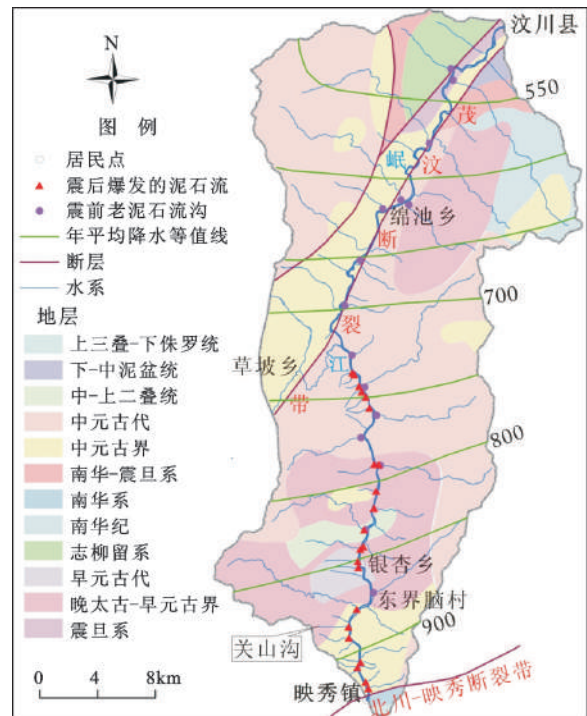 N
图 例
居民点
震后爆发的泥石流
震前老泥石流沟
年平均降水等值线
断层
水系
地层
上三叠-下侏罗统
下-中泥盆统
中-上二叠统
中元古代
中元古界
南华-震旦系
南华系
南华纪
志柳留系
早元古代
晚太古-早元古界
震旦系
0 4 8km
汶川县
550
茂
汶
岷
绵池乡
断
700
裂
草坡乡
江
带
800
银杏乡
东界脑村
900
关山沟
映秀镇
北川-映秀断裂带